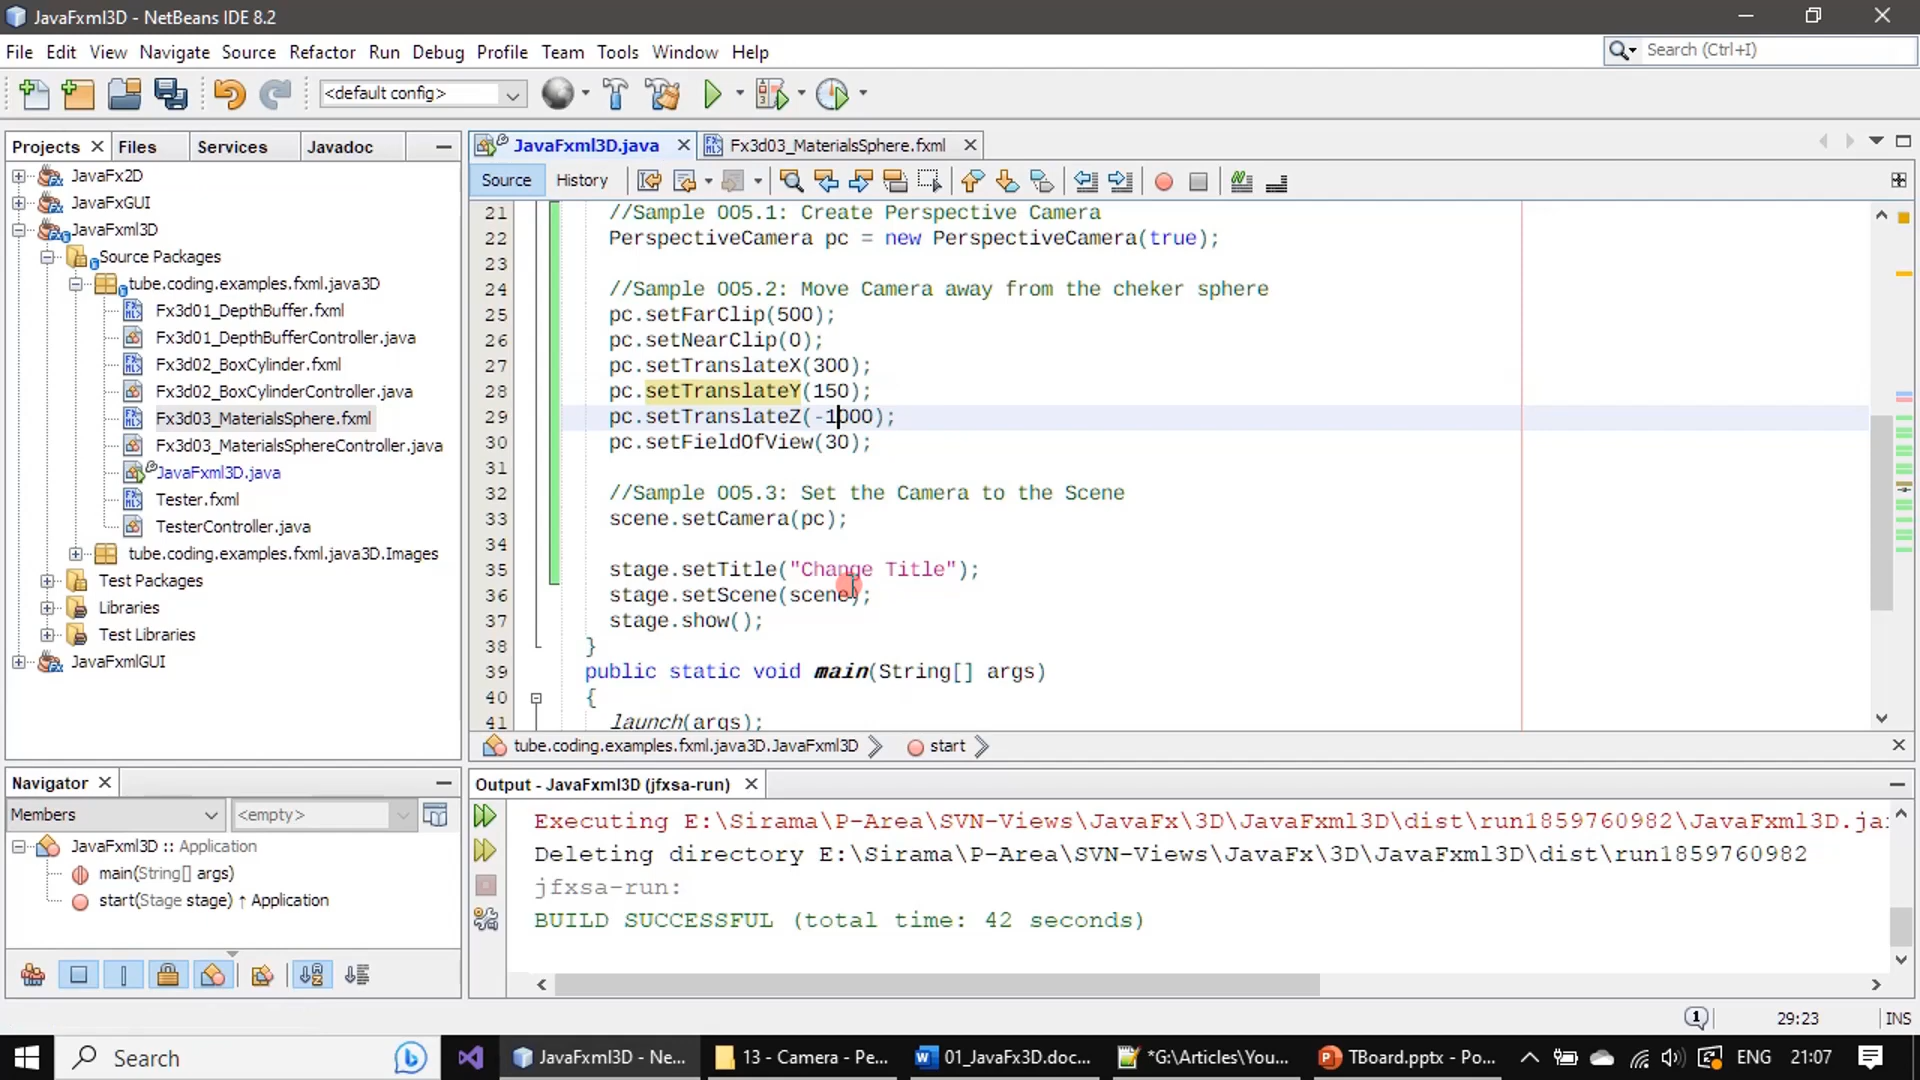 JavaFxml3D - NetBeans IDE 8.2
File Edit View Navigate Source Refactor Run Debug Profile Team Tools Window Help
Search (Ctrl+I)
<default config>
Projects Files Services Javadoc
JavaFxml3D.java Fx3d03_MaterialsSphere.fxml
Source History
JavaFx2D
JavaFxGUI
JavaFxml3D
Source Packages
tube.coding.examples.fxml.java3D
Fx3d01_DepthBuffer.fxml
Fx3d01_DepthBufferController.java
Fx3d02_BoxCylinder.fxml
Fx3d02_BoxCylinderController.java
Fx3d03_MaterialsSphere.fxml
Fx3d03_MaterialsSphereController.java
JavaFxml3D.java
Tester.fxml
TesterController.java
tube.coding.examples.fxml.java3D.Images
Test Packages
Libraries
Test Libraries
JavaFxmlGUI
21 //Sample 005.1: Create Perspective Camera
22 PerspectiveCamera pc = new PerspectiveCamera(true);
23
24 //Sample 005.2: Move Camera away from the cheker sphere
25 pc.setFarClip(500);
26 pc.setNearClip(0);
27 pc.setTranslateX(300);
28 pc.setTranslateY(150);
29 pc.setTranslateZ(-1000);
30 pc.setFieldOfView(30);
31
32 //Sample 005.3: Set the Camera to the Scene
33 scene.setCamera(pc);
34
35 stage.setTitle("Change Title");
36 stage.setScene(scene);
37 stage.show();
38 }
39 public static void main(String[] args)
40 {
41 launch(args);
tube.coding.examples.fxml.java3D.JavaFxml3D start
Navigator
Members <empty>
JavaFxml3D :: Application
main(String[] args)
start(Stage stage) ↑ Application
Output - JavaFxml3D (jfxsa-run)
Executing E:\Sirama\P-Area\SVN-Views\JavaFx\3D\JavaFxml3D\dist\run1859760982\JavaFxml3D.ja
Deleting directory E:\Sirama\P-Area\SVN-Views\JavaFx\3D\JavaFxml3D\dist\run1859760982
jfxsa-run:
BUILD SUCCESSFUL (total time: 42 seconds)
1 29:23 INS
Search
JavaFxml3D - Ne...
13 - Camera - Pe...
01_JavaFx3D.doc...
*G:\Articles\You...
TBoard.pptx - Po...
ENG 21:07